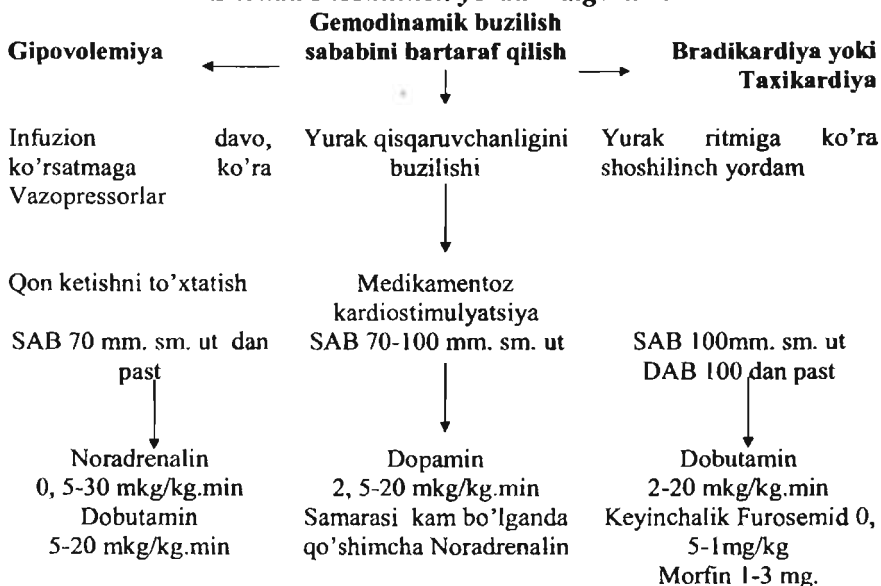 Gemodinamik buzilish
Gipovolemiya sababini bartaraf qilish Bradikardiya yoki
Taxikardiya
Infuzion davo,
ko'rsatmaga ko'ra
Vazopressorlar
Yurak qisqaruvchanligini
buzilishi
Yurak ritmiga ko'ra
shoshilinch yordam
Qon ketishni to'xtatish
Medikamentoz
kardiostimulyatsiya
SAB 70 mm. sm. ut dan
past
SAB 70-100 mm. sm. ut
SAB 100mm. sm. ut
DAB 100 dan past
Noradrenalin
0, 5-30 mkg/kg.min
Dobutamin
5-20 mkg/kg.min
Dopamin
2, 5-20 mkg/kg.min
Samarasi kam bo'lganda
qo'shimcha Noradrenalin
Dobutamin
2-20 mkg/kg.min
Keyinchalik Furosemid 0,
5-1mg/kg
Morfin 1-3 mg.